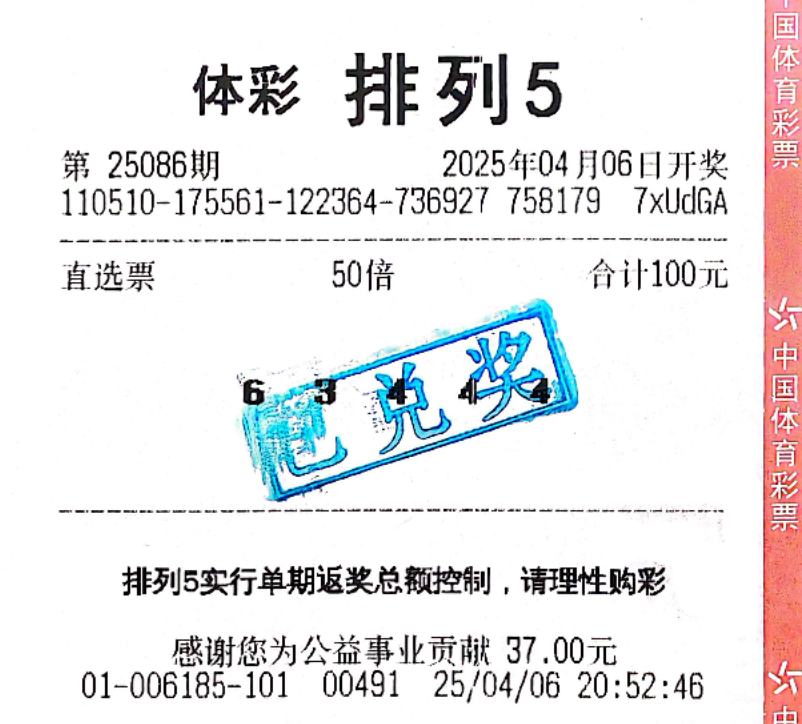 体彩 排列5
第 25086期 2025年04月06日开奖
110510-175561-122364-736927 758179 7xUdGA
直选票 50倍 合计100元
6 3 4 4 4
已兑奖
排列5实行单期返奖总额控制，请理性购彩
感谢您为公益事业贡献 37.00元
01-006185-101 00491 25/04/06 20:52:46
中国体育彩票
中国体育彩票
中